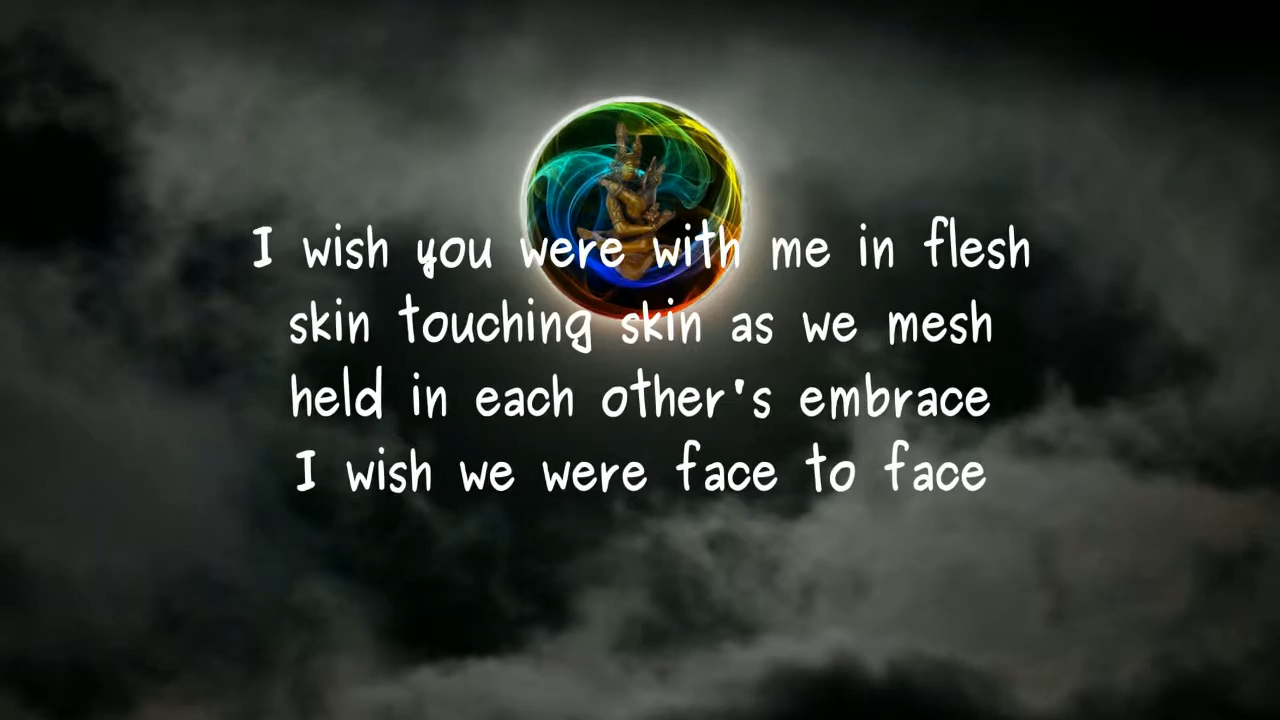 I wish you were with me in flesh
skin touching skin as we mesh
held in each other's embrace
I wish we were face to face